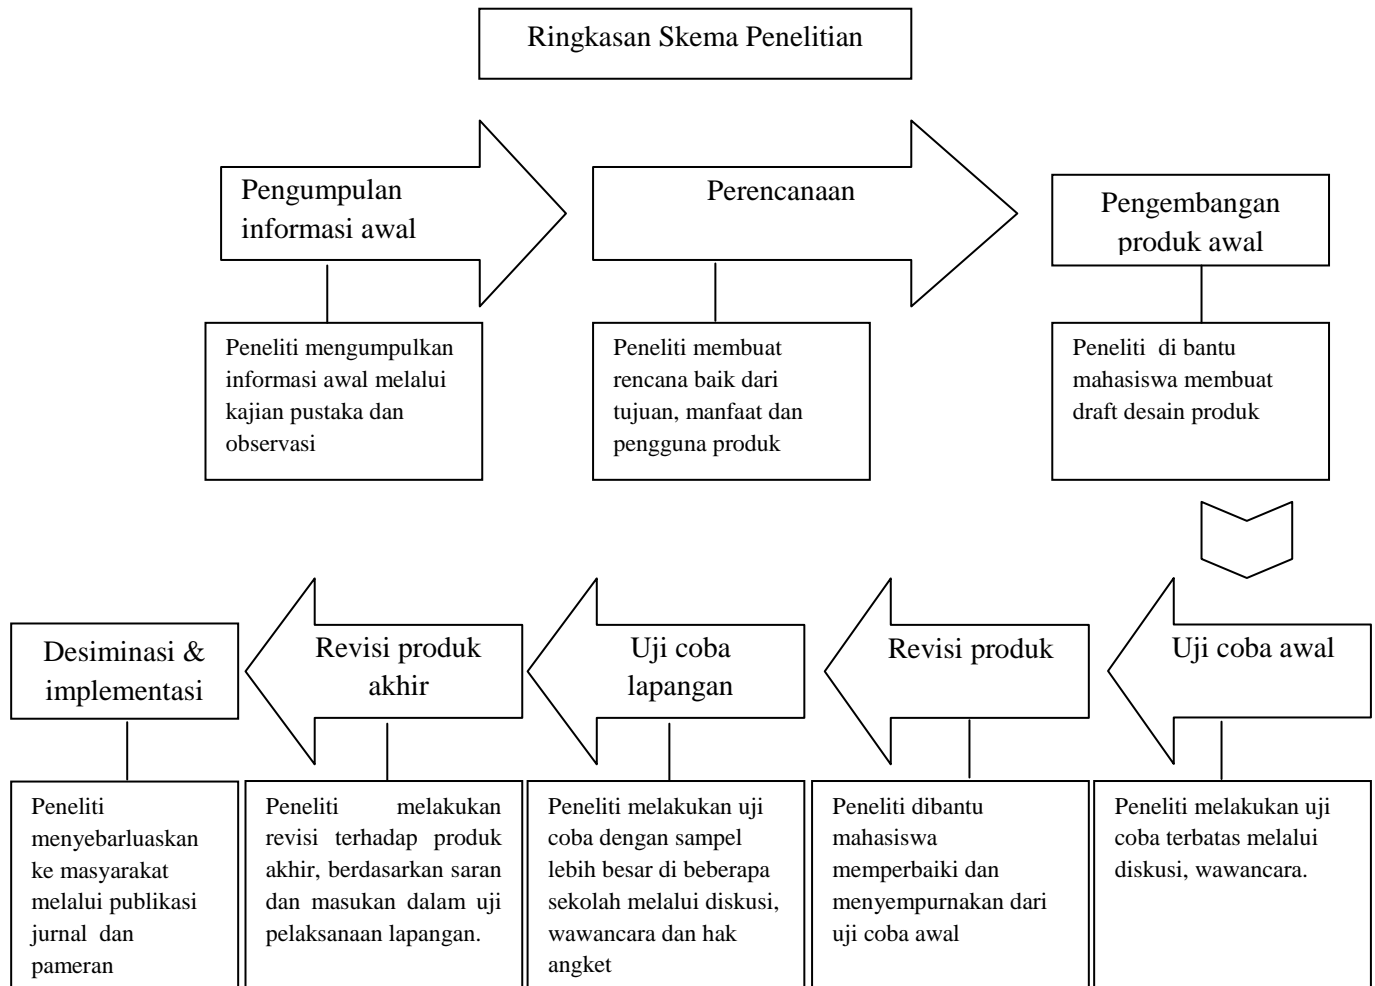 Ringkasan Skema Penelitian
Pengumpulan
informasi awal
Perencanaan
Pengembangan
produk awal
Peneliti mengumpulkan
informasi awal melalui
kajian pustaka dan
observasi
Peneliti membuat
rencana baik dari
tujuan, manfaat dan
pengguna produk
Peneliti di bantu
mahasiswa membuat
draft desain produk
Desiminasi &
implementasi
Revisi produk
akhir
Uji coba
lapangan
Revisi produk
Uji coba awal
Peneliti
menyebarluaskan
ke masyarakat
melalui publikasi
jurnal dan
pameran
Peneliti melakukan
revisi terhadap produk
akhir, berdasarkan saran
dan masukan dalam uji
pelaksanaan lapangan.
Peneliti melakukan uji
coba dengan sampel
lebih besar di beberapa
sekolah melalui diskusi,
wawancara dan hak
angket
Peneliti dibantu
mahasiswa
memperbaiki dan
menyempurnakan dari
uji coba awal
Peneliti melakukan uji
coba terbatas melalui
diskusi, wawancara.